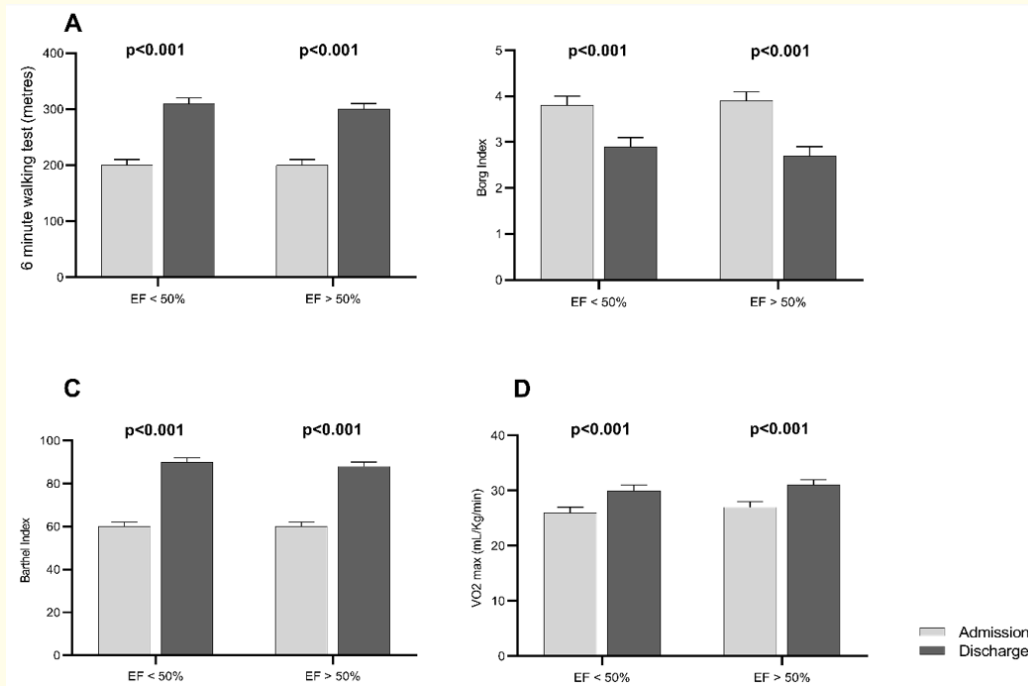 A
p<0.001
p<0.001
6 minute walking test (metres)
400
300
200
100
0
EF < 50%
EF > 50%
p<0.001
p<0.001
Borg Index
5
4
3
2
1
0
EF < 50%
EF > 50%
C
p<0.001
p<0.001
Barthel Index
100
80
60
40
20
0
EF < 50%
EF > 50%
D
p<0.001
p<0.001
VO2 max (mL/Kg/min)
40
30
20
10
0
EF < 50%
EF > 50%
Admission
Discharge